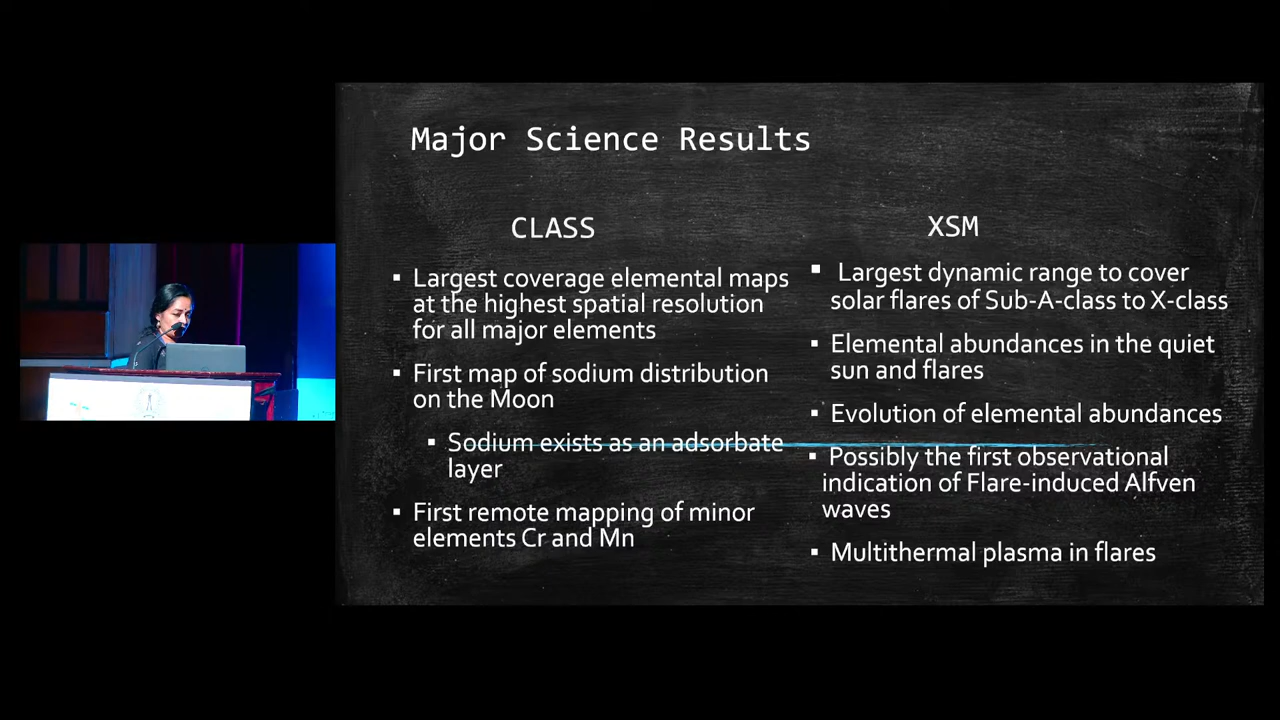 Major Science Results
CLASS
▪ Largest coverage elemental maps
at the highest spatial resolution
for all major elements
▪ First map of sodium distribution
on the Moon
▪ Sodium exists as an adsorbate
layer
▪ First remote mapping of minor
elements Cr and Mn
XSM
▪ Largest dynamic range to cover
solar flares of Sub-A-class to X-class
▪ Elemental abundances in the quiet
sun and flares
▪ Evolution of elemental abundances
▪ Possibly the first observational
indication of Flare-induced Alfven
waves
▪ Multithermal plasma in flares